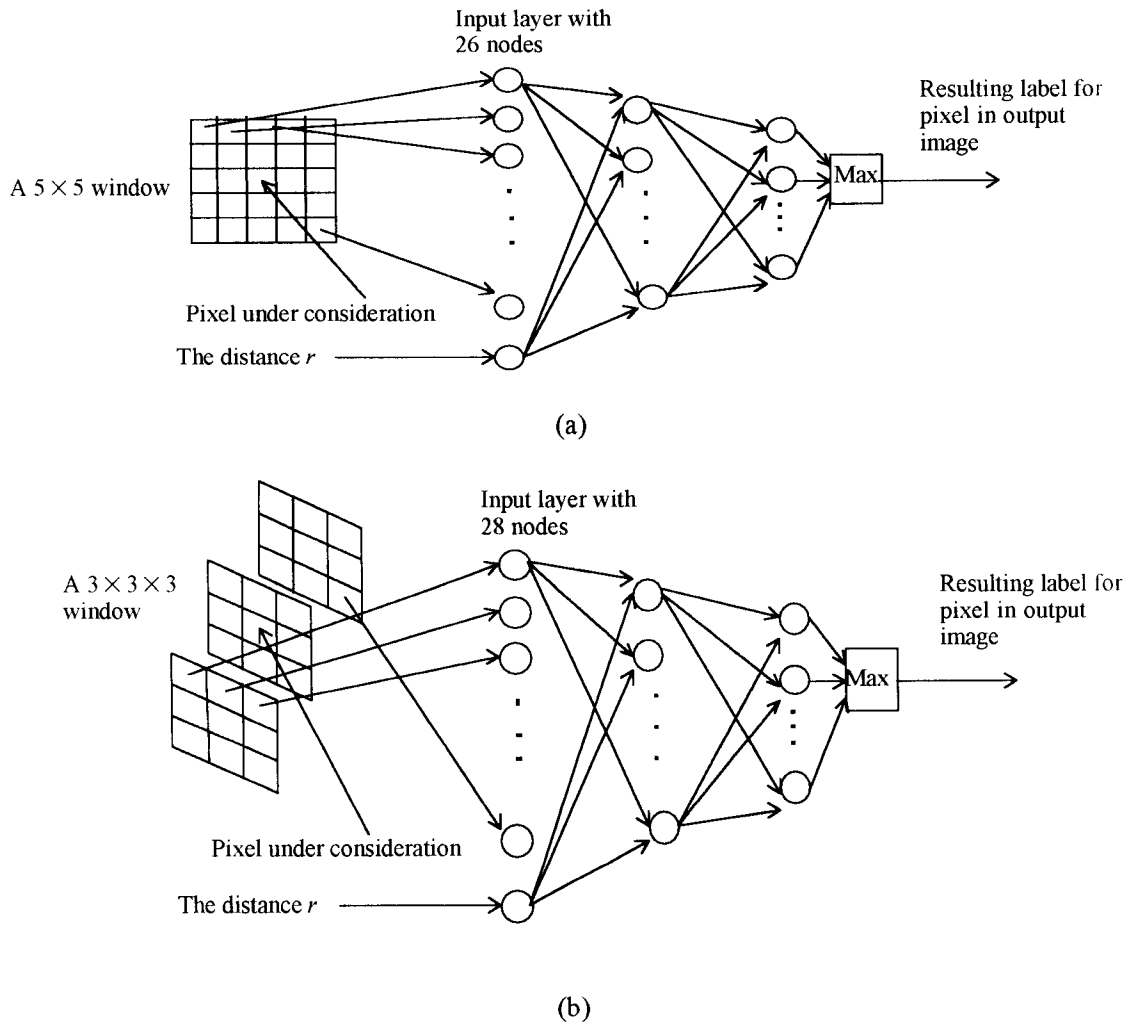 Input layer with
26 nodes
Resulting label for
pixel in output
image
A 5 × 5 window
Max
Pixel under consideration
The distance r
(a)
Input layer with
28 nodes
A 3 × 3 × 3
window
Resulting label for
pixel in output
image
Max
Pixel under consideration
The distance r
(b)